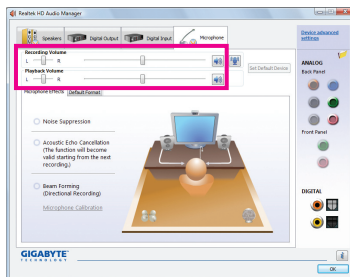 Realtek HD Audio Manager
Speakers
Digital Output
Digital Input
Microphone
Device advanced
settings
Recording Volume
L
R
Set Default Device
Playback Volume
L
R
Microphone Effects
Default Format
ANALOG
Back Panel
Noise Suppression
Acoustic Echo Cancellation
(The function will become
valid starting from the next
recording.)
Beam Forming
(Directional Recording)
Microphone Calibration
Front Panel
DIGITAL
GIGABYTE
TECHNOLOGY
i
OK